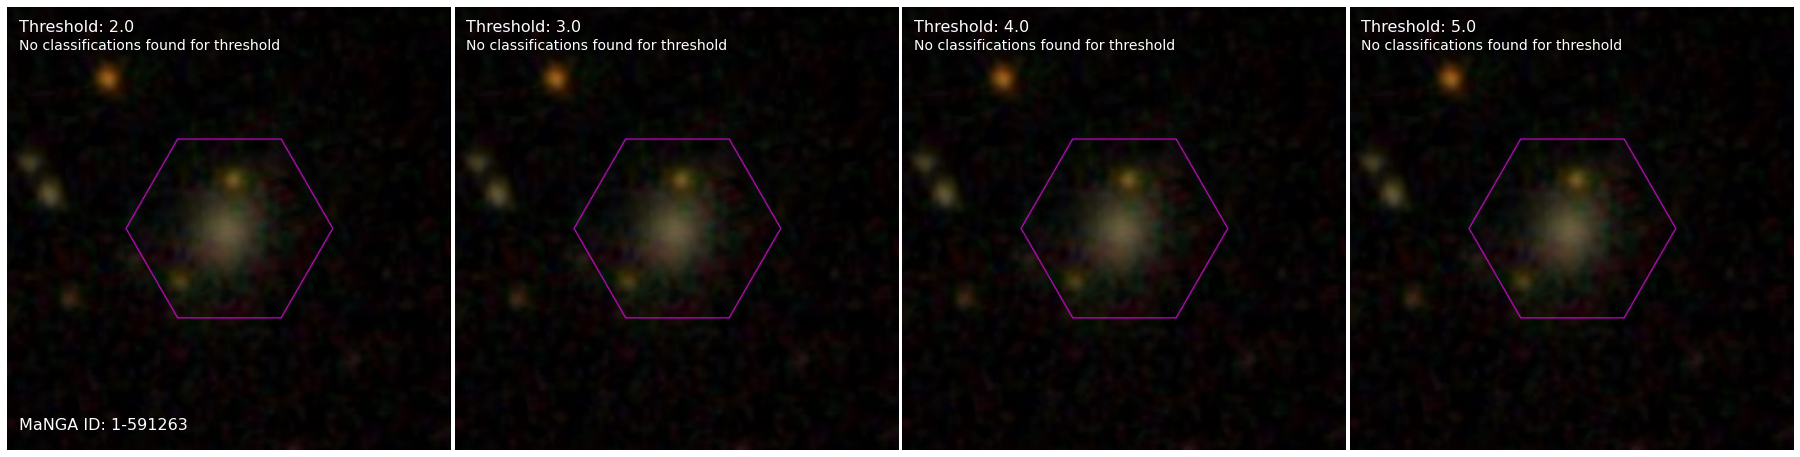 Threshold: 2.0
No classifications found for threshold
MaNGA ID: 1-591263
Threshold: 3.0
No classifications found for threshold
Threshold: 4.0
No classifications found for threshold
Threshold: 5.0
No classifications found for threshold